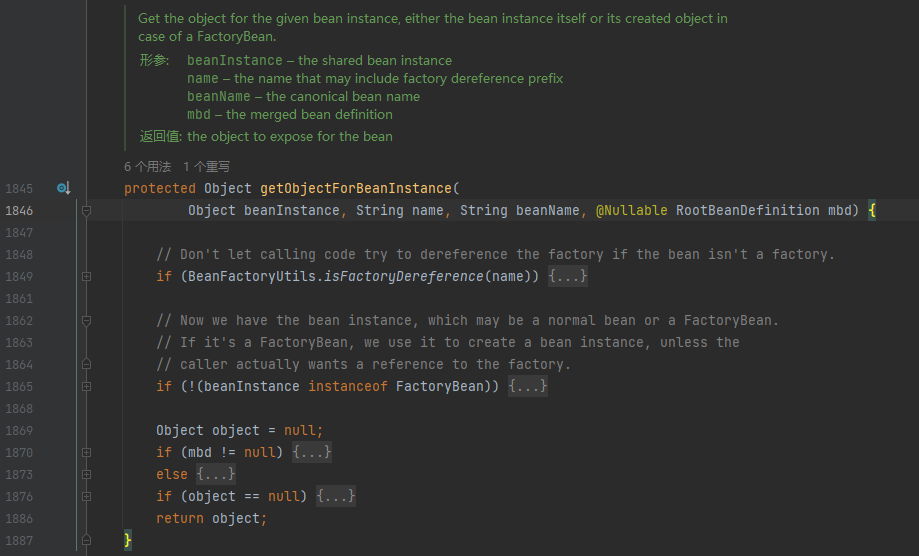 Get the object for the given bean instance, either the bean instance itself or its created object in
case of a FactoryBean.
形参: beanInstance – the shared bean instance
name – the name that may include factory dereference prefix
beanName – the canonical bean name
mbd – the merged bean definition
返回值: the object to expose for the bean
6 个用法 1 个重写
1845 protected Object getObjectForBeanInstance(
1846 Object beanInstance, String name, String beanName, @Nullable RootBeanDefinition mbd) {
1847
1848 // Don't let calling code try to dereference the factory if the bean isn't a factory.
1849 if (BeanFactoryUtils.isFactoryDereference(name)) {...}
1861
1862 // Now we have the bean instance, which may be a normal bean or a FactoryBean.
1863 // If it's a FactoryBean, we use it to create a bean instance, unless the
1864 // caller actually wants a reference to the factory.
1865 if (!(beanInstance instanceof FactoryBean)) {...}
1868
1869 Object object = null;
1870 if (mbd != null) {...}
1873 else {...}
1876 if (object == null) {...}
1886 return object;
1887 }